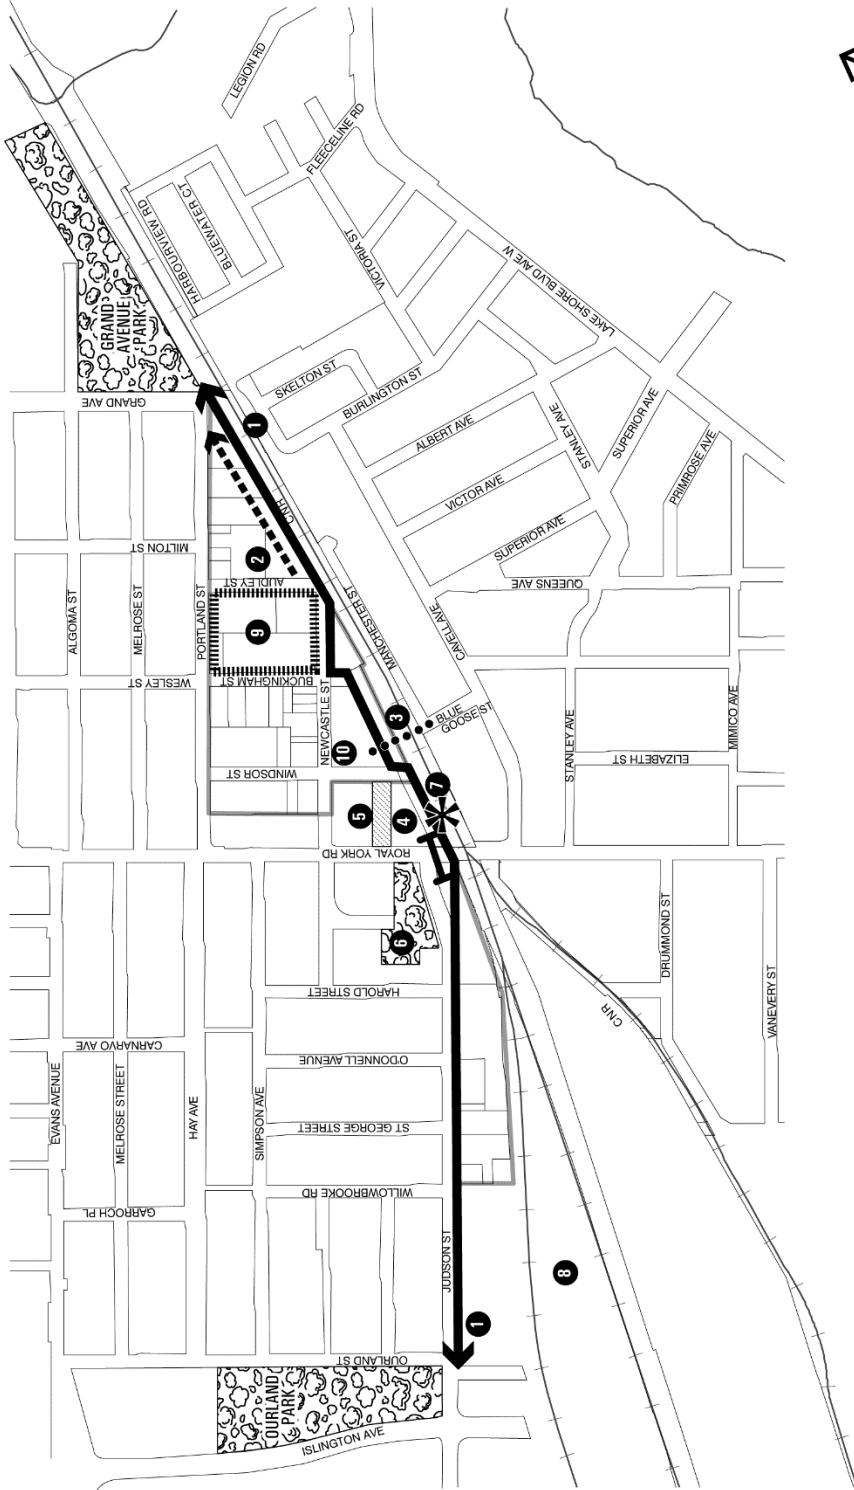 LEGION RD
FLEECELINE RD
HARBOURVIEW RD
BLUEWATER CT
VICTORIA ST
LAKE SHORE BLVD AVE W
GRAND
AVENUE
PARK
GRAND AVE
SKELTON ST
BURLINGTON ST
1
ALBERT AVE
STANLEY AVE
SUPERIOR AVE
PRIMROSE AVE
VICTOR AVE
SUPERIOR AVE
CNR
MILTON ST
2
AUDLEY ST
QUEENS AVE
ALGOMA ST
MELROSE ST
PORTLAND ST
9
MANCHESTER ST
CAVELL AVE
WESLEY ST
BUCKINGHAM ST
NEWCASTLE ST
3
BLUE
GOOSE ST
10
STANLEY AVE
MIMICO AVE
ELIZABETH ST
WINDSOR ST
7
5
4
ROYAL YORK RD
6
DRUMMOND ST
VANEVERY ST
HAROLD STREET
CNR
CARNARVO AVE
O'DONNELL AVENUE
EVANS AVENUE
MELROSE STREET
HAY AVE
SIMPSON AVE
ST GEORGE STREET
WILLOWBROOKE RD
GARROCH PL
JUDSON ST
8
1
OURLAND ST
OURLAND
PARK
ISLINGTON AVE